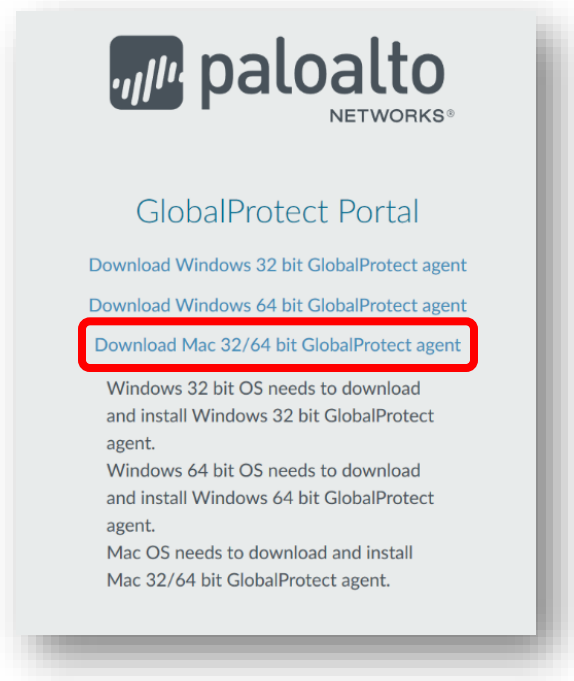 paloalto
NETWORKS®
GlobalProtect Portal
Download Windows 32 bit GlobalProtect agent
Download Windows 64 bit GlobalProtect agent
Download Mac 32/64 bit GlobalProtect agent
Windows 32 bit OS needs to download
and install Windows 32 bit GlobalProtect
agent.
Windows 64 bit OS needs to download
and install Windows 64 bit GlobalProtect
agent.
Mac OS needs to download and install
Mac 32/64 bit GlobalProtect agent.